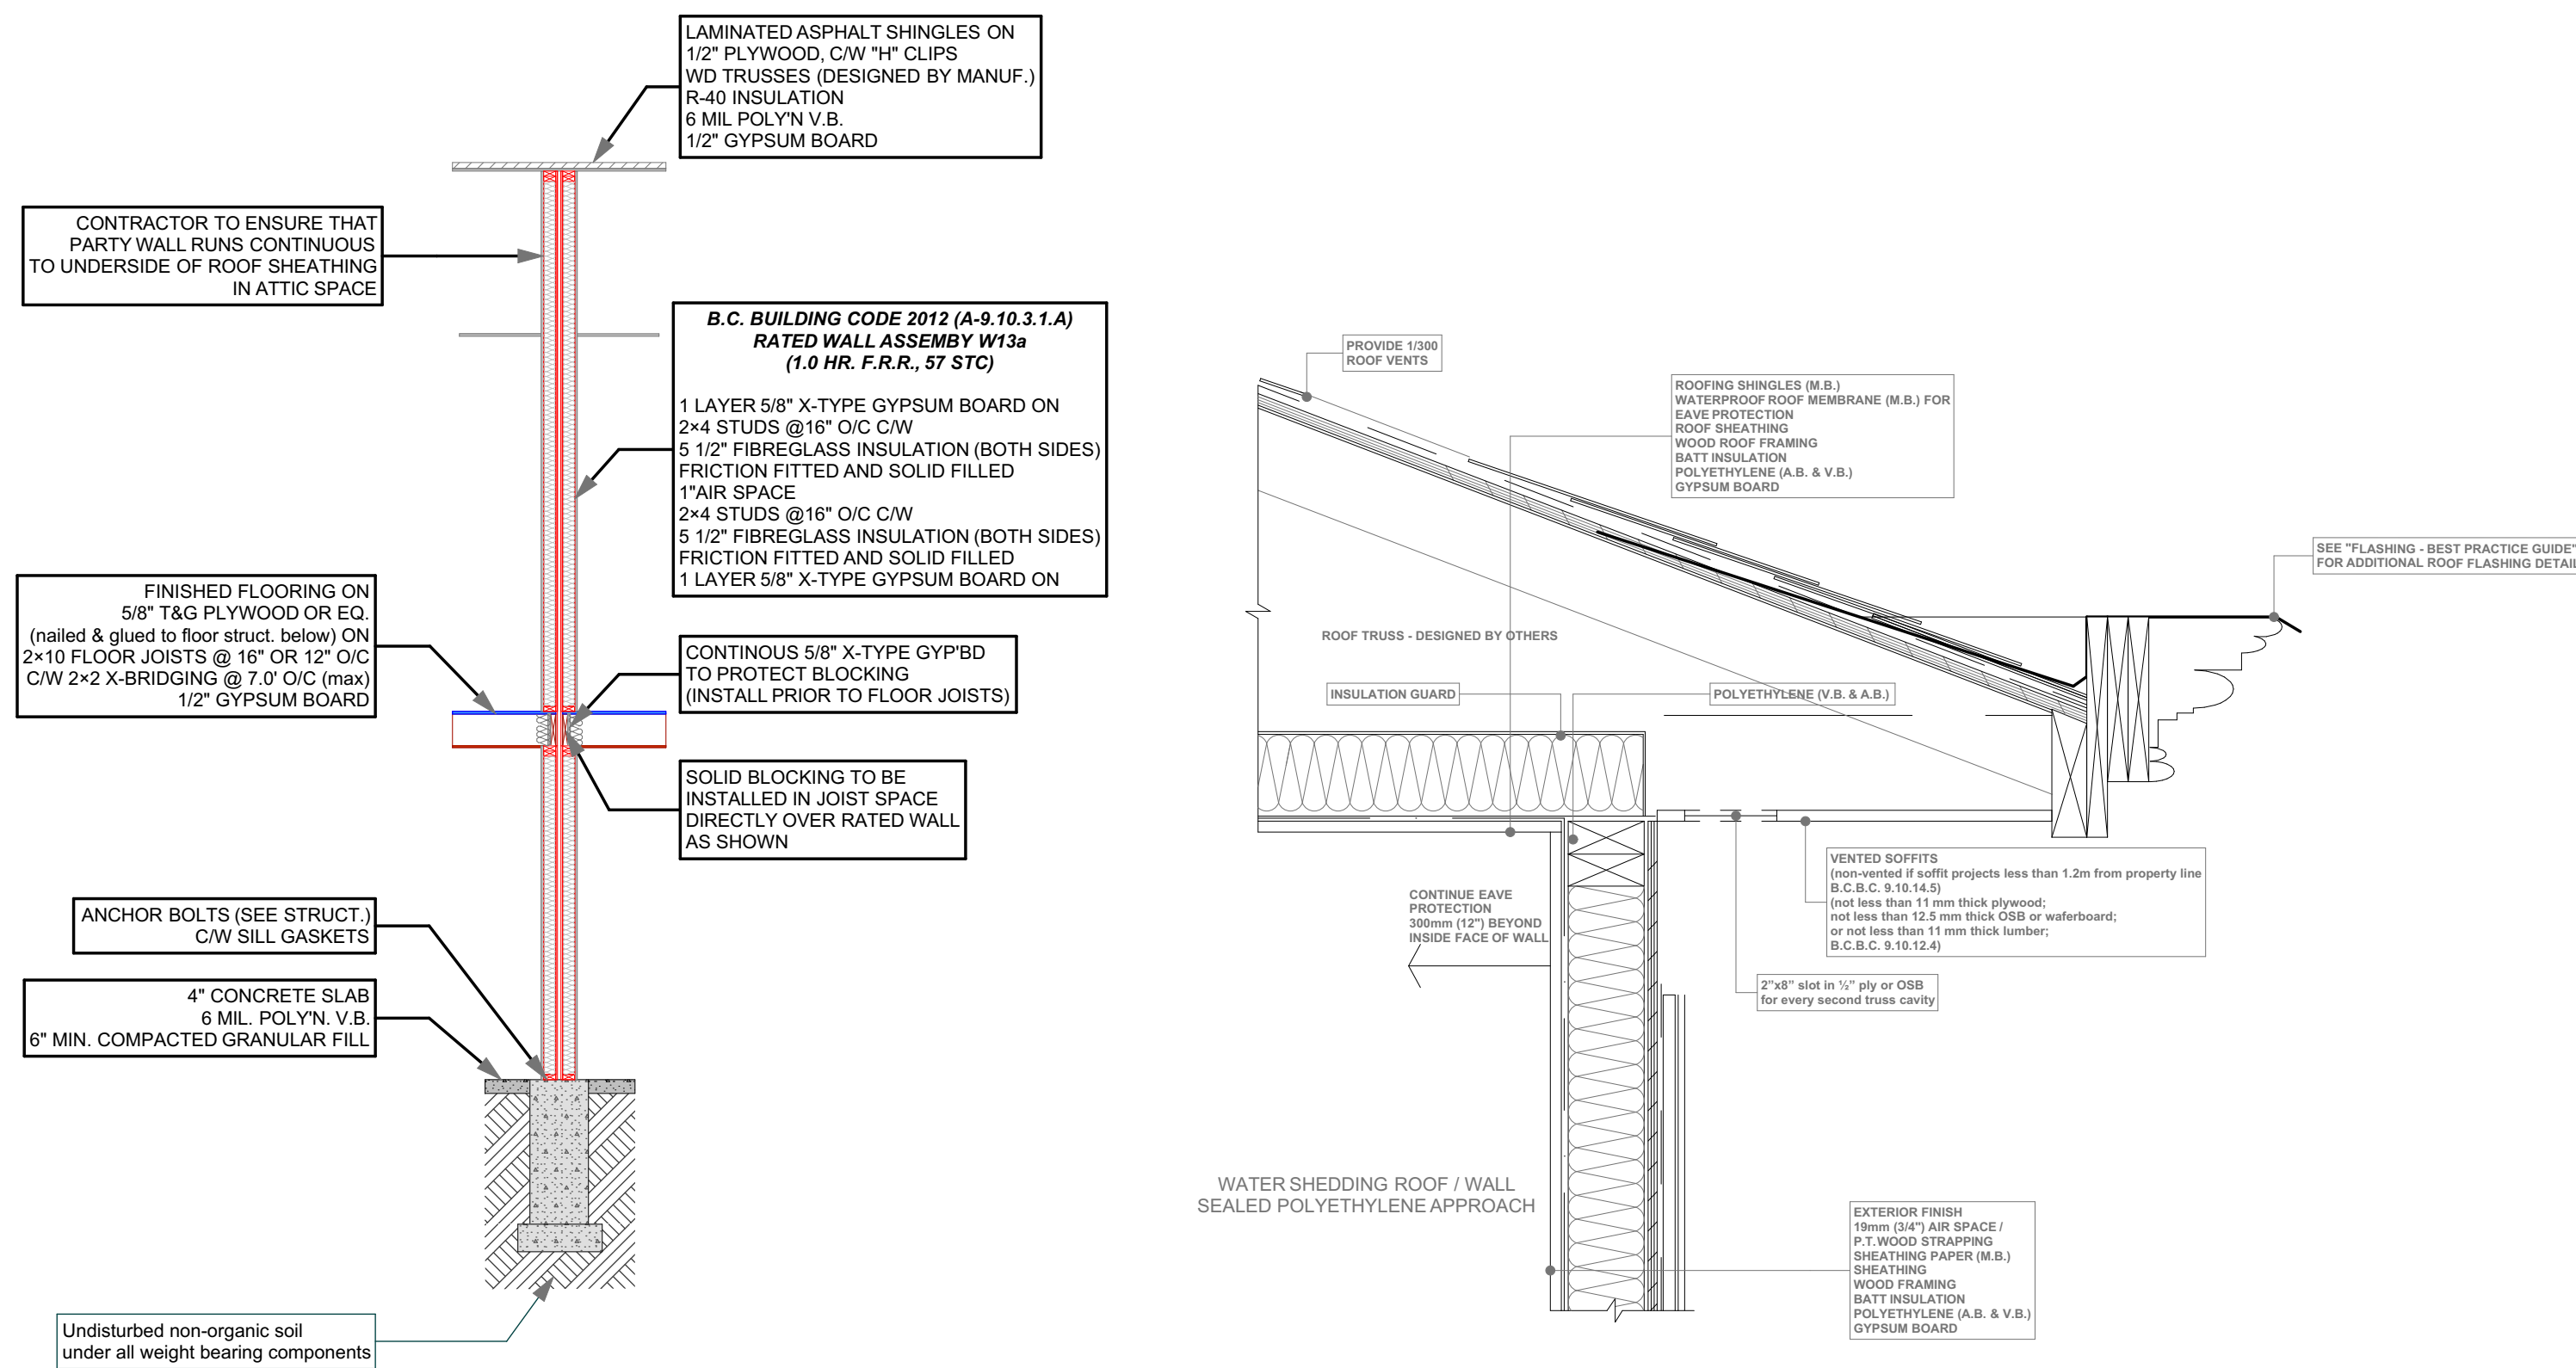 LAMINATED ASPHALT SHINGLES ON
1/2" PLYWOOD, C/W "H" CLIPS
WD TRUSSES (DESIGNED BY MANUF.)
R-40 INSULATION
6 MIL POLY'N V.B.
1/2" GYPSUM BOARD
CONTRACTOR TO ENSURE THAT
PARTY WALL RUNS CONTINUOUS
TO UNDERSIDE OF ROOF SHEATHING
IN ATTIC SPACE
B.C. BUILDING CODE 2012 (A-9.10.3.1.A)
RATED WALL ASSEMBY W13a
(1.0 HR. F.R.R., 57 STC)
1 LAYER 5/8" X-TYPE GYPSUM BOARD ON
2×4 STUDS @16" O/C C/W
5 1/2" FIBREGLASS INSULATION (BOTH SIDES)
FRICTION FITTED AND SOLID FILLED
1"AIR SPACE
2×4 STUDS @16" O/C C/W
5 1/2" FIBREGLASS INSULATION (BOTH SIDES)
FRICTION FITTED AND SOLID FILLED
1 LAYER 5/8" X-TYPE GYPSUM BOARD ON
FINISHED FLOORING ON
5/8" T&G PLYWOOD OR EQ.
(nailed & glued to floor struct. below) ON
2×10 FLOOR JOISTS @ 16" OR 12" O/C
C/W 2×2 X-BRIDGING @ 7.0' O/C (max)
1/2" GYPSUM BOARD
CONTINOUS 5/8" X-TYPE GYP'BD
TO PROTECT BLOCKING
(INSTALL PRIOR TO FLOOR JOISTS)
SOLID BLOCKING TO BE
INSTALLED IN JOIST SPACE
DIRECTLY OVER RATED WALL
AS SHOWN
ANCHOR BOLTS (SEE STRUCT.)
C/W SILL GASKETS
4" CONCRETE SLAB
6 MIL. POLY'N. V.B.
6" MIN. COMPACTED GRANULAR FILL
Undisturbed non-organic soil
under all weight bearing components
PROVIDE 1/300
ROOF VENTS
ROOFING SHINGLES (M.B.)
WATERPROOF ROOF MEMBRANE (M.B.) FOR
EAVE PROTECTION
ROOF SHEATHING
WOOD ROOF FRAMING
BATT INSULATION
POLYETHYLENE (A.B. & V.B.)
GYPSUM BOARD
SEE "FLASHING - BEST PRACTICE GUIDE"
FOR ADDITIONAL ROOF FLASHING DETAIL
ROOF TRUSS - DESIGNED BY OTHERS
INSULATION GUARD
POLYETHYLENE (V.B. & A.B.)
VENTED SOFFITS
(non-vented if soffit projects less than 1.2m from property line
B.C.B.C. 9.10.14.5)
(not less than 11 mm thick plywood;
not less than 12.5 mm thick OSB or waferboard;
or not less than 11 mm thick lumber;
B.C.B.C. 9.10.12.4)
CONTINUE EAVE
PROTECTION
300mm (12") BEYOND
INSIDE FACE OF WALL
2"x8" slot in ½" ply or OSB
for every second truss cavity
WATER SHEDDING ROOF / WALL
SEALED POLYETHYLENE APPROACH
EXTERIOR FINISH
19mm (3/4") AIR SPACE /
P.T. WOOD STRAPPING
SHEATHING PAPER (M.B.)
SHEATHING
WOOD FRAMING
BATT INSULATION
POLYETHYLENE (A.B. & V.B.)
GYPSUM BOARD